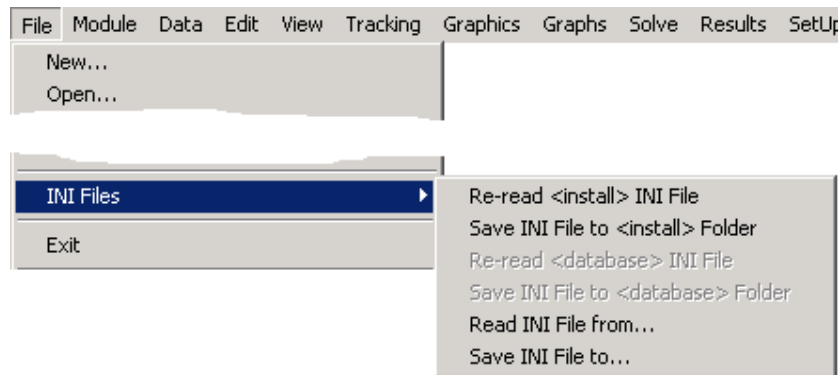 File Module Data Edit View Tracking Graphics Graphs Solve Results SetUp
New...
Open...
INI Files
Exit
Re-read <install> INI File
Save INI File to <install> Folder
Re-read <database> INI File
Save INI File to <database> Folder
Read INI File from...
Save INI File to...